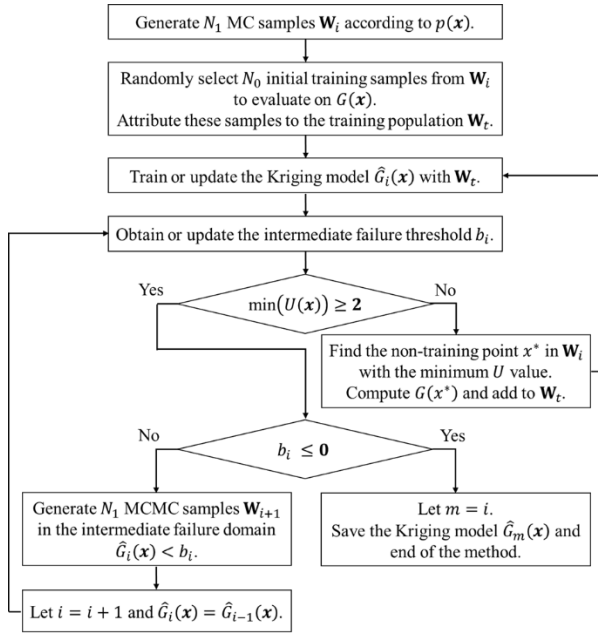 Generate N₁ MC samples 𝐖ᵢ according to p(𝒙).
Randomly select N₀ initial training samples from 𝐖ᵢ
to evaluate on G(𝒙).
Attribute these samples to the training population 𝐖ₜ.
Train or update the Kriging model Ĝᵢ(𝒙) with 𝐖ₜ.
Obtain or update the intermediate failure threshold bᵢ.
Yes
No
min(U(𝒙)) ≥ 2
Find the non-training point x* in 𝐖ᵢ
with the minimum U value.
Compute G(x*) and add to 𝐖ₜ.
No
Yes
bᵢ ≤ 0
Generate N₁ MCMC samples 𝐖ᵢ₊₁
in the intermediate failure domain
Ĝᵢ(𝒙) < bᵢ.
Let m = i.
Save the Kriging model Ĝₘ(𝒙) and
end of the method.
Let i = i + 1 and Ĝᵢ(𝒙) = Ĝᵢ₋₁(𝒙).